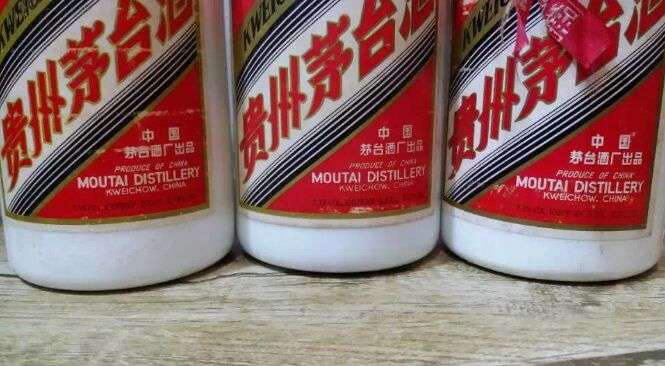 贵州茅台酒
中国
茅台酒厂出品
PRODUCE OF CHINA
MOUTAI DISTILLERY
KWEICHOW, CHINA
贵州茅台酒
中国
茅台酒厂出品
PRODUCE OF CHINA
MOUTAI DISTILLERY
KWEICHOW, CHINA
贵州茅台
中国
茅台酒厂出品
PRODUCE OF CHINA
MOUTAI DISTILLERY
KWEICHOW, CHINA